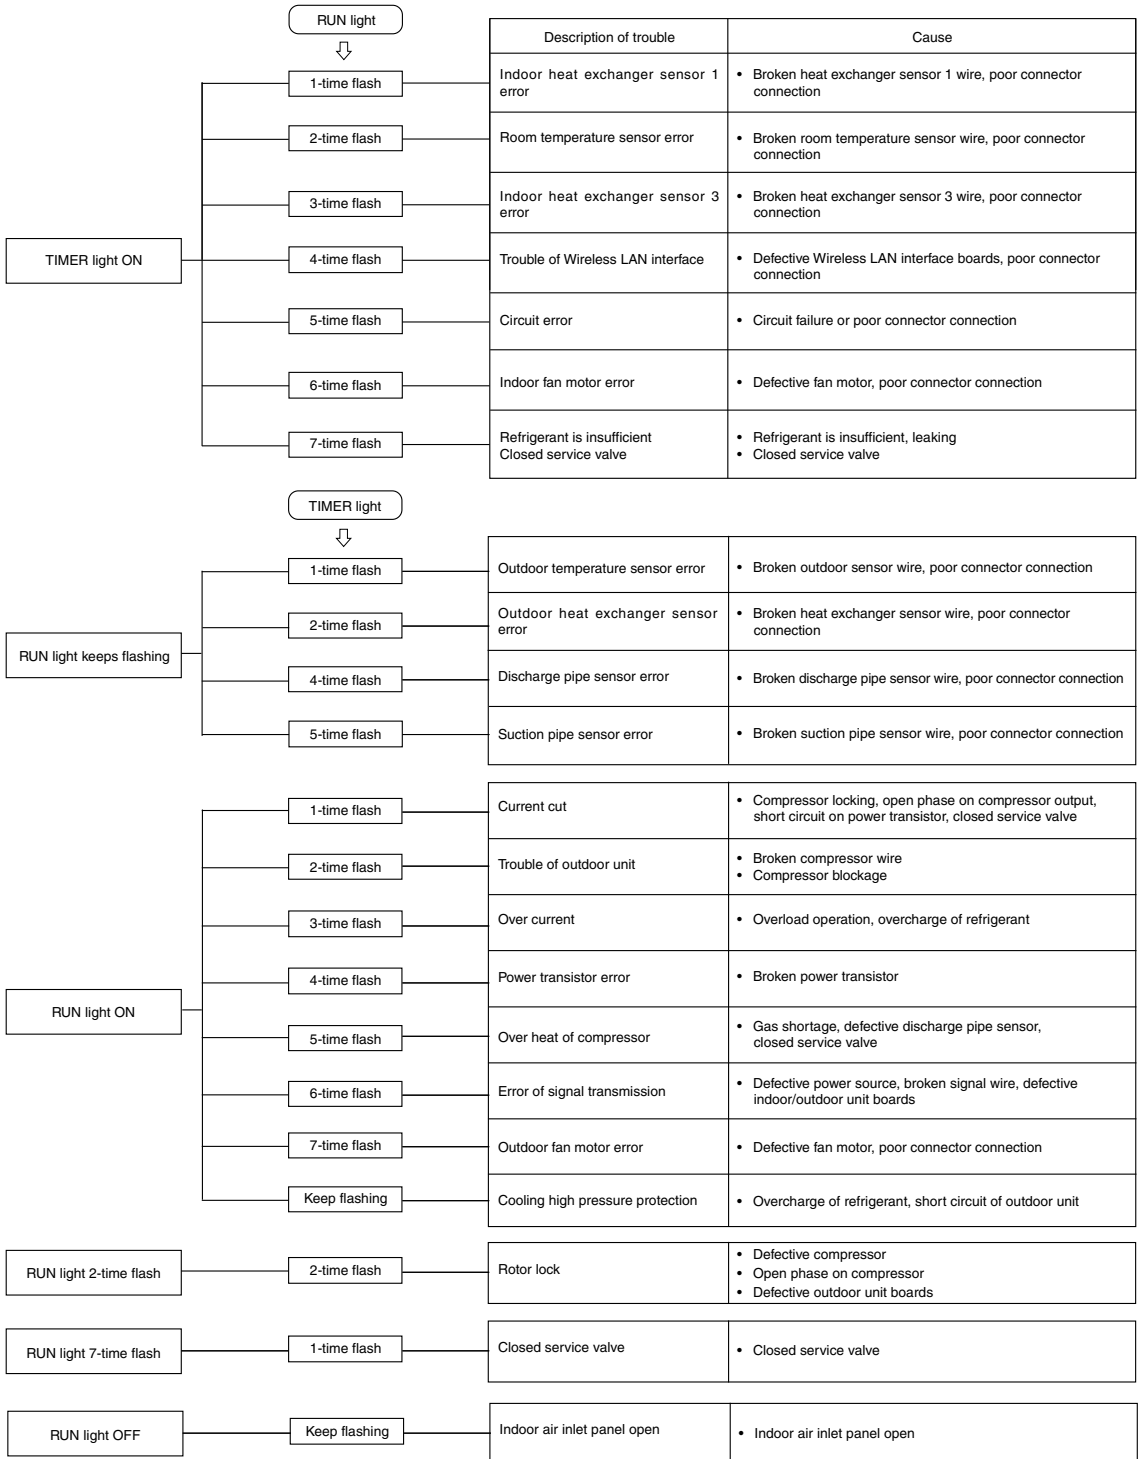 RUN light
Description of trouble
Cause
1-time flash
Indoor heat exchanger sensor 1
error
• Broken heat exchanger sensor 1 wire, poor connector
connection
2-time flash
Room temperature sensor error
• Broken room temperature sensor wire, poor connector
connection
3-time flash
Indoor heat exchanger sensor 3
error
• Broken heat exchanger sensor 3 wire, poor connector
connection
TIMER light ON
4-time flash
Trouble of Wireless LAN interface
• Defective Wireless LAN interface boards, poor connector
connection
5-time flash
Circuit error
• Circuit failure or poor connector connection
6-time flash
Indoor fan motor error
• Defective fan motor, poor connector connection
7-time flash
Refrigerant is insufficient
Closed service valve
• Refrigerant is insufficient, leaking
• Closed service valve
TIMER light
1-time flash
Outdoor temperature sensor error
• Broken outdoor sensor wire, poor connector connection
2-time flash
Outdoor heat exchanger sensor
error
• Broken heat exchanger sensor wire, poor connector
connection
RUN light keeps flashing
4-time flash
Discharge pipe sensor error
• Broken discharge pipe sensor wire, poor connector connection
5-time flash
Suction pipe sensor error
• Broken suction pipe sensor wire, poor connector connection
1-time flash
Current cut
• Compressor locking, open phase on compressor output,
short circuit on power transistor, closed service valve
2-time flash
Trouble of outdoor unit
• Broken compressor wire
• Compressor blockage
3-time flash
Over current
• Overload operation, overcharge of refrigerant
4-time flash
Power transistor error
• Broken power transistor
RUN light ON
5-time flash
Over heat of compressor
• Gas shortage, defective discharge pipe sensor,
closed service valve
6-time flash
Error of signal transmission
• Defective power source, broken signal wire, defective
indoor/outdoor unit boards
7-time flash
Outdoor fan motor error
• Defective fan motor, poor connector connection
Keep flashing
Cooling high pressure protection
• Overcharge of refrigerant, short circuit of outdoor unit
RUN light 2-time flash
2-time flash
Rotor lock
• Defective compressor
• Open phase on compressor
• Defective outdoor unit boards
RUN light 7-time flash
1-time flash
Closed service valve
• Closed service valve
RUN light OFF
Keep flashing
Indoor air inlet panel open
• Indoor air inlet panel open